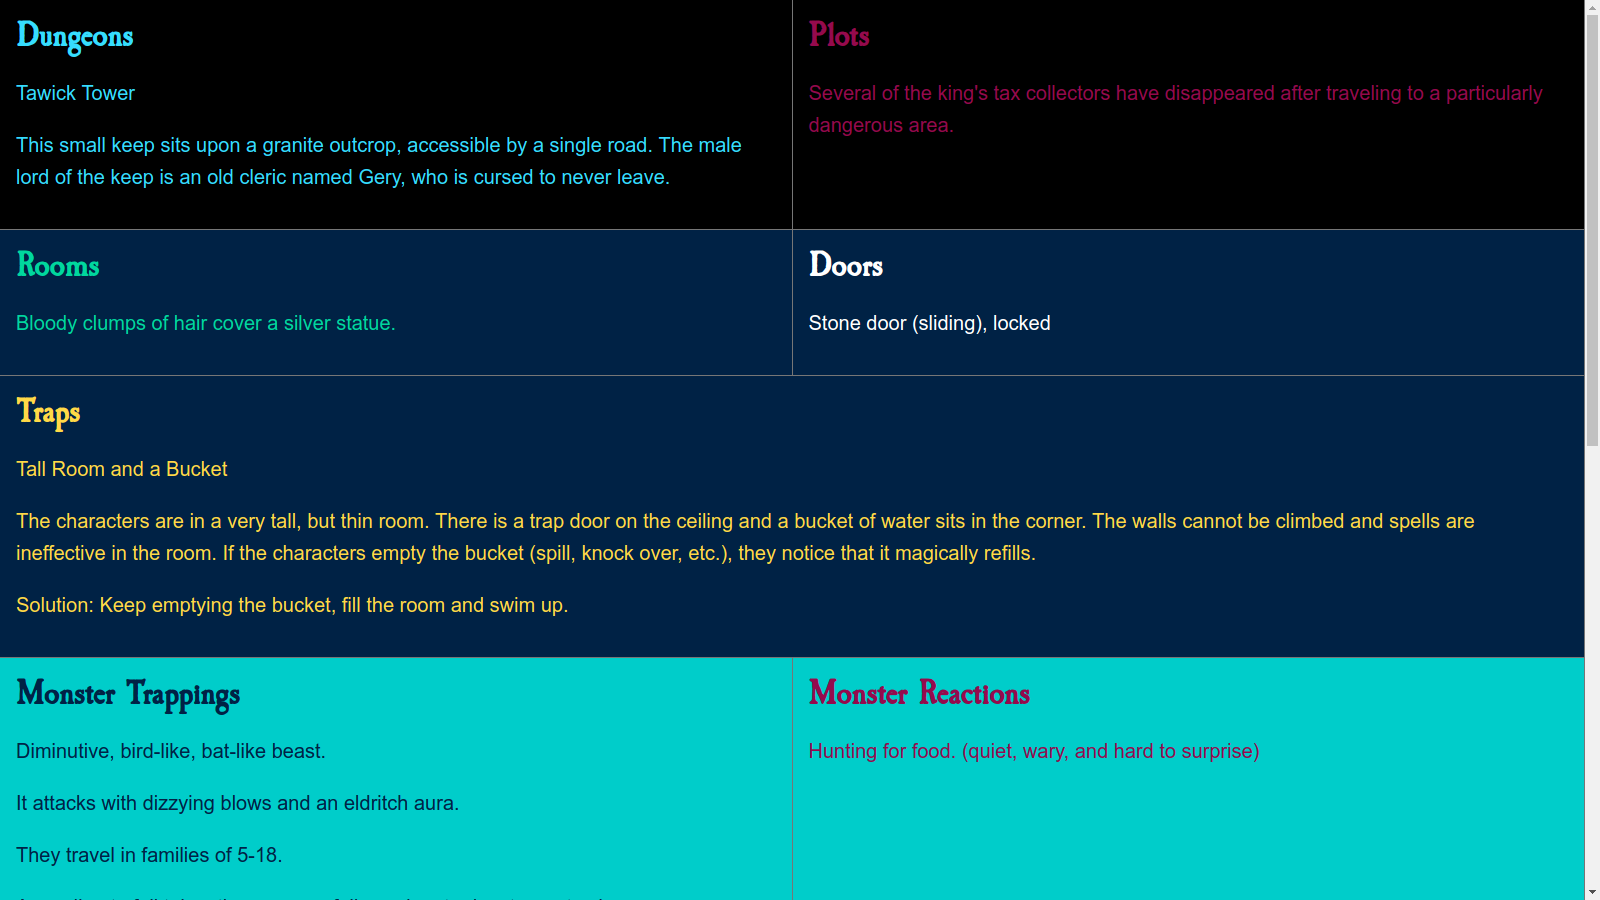 Dungeons
Tawick Tower
This small keep sits upon a granite outcrop, accessible by a single road. The male
lord of the keep is an old cleric named Gery, who is cursed to never leave.
Plots
Several of the king's tax collectors have disappeared after traveling to a particularly
dangerous area.
Rooms
Bloody clumps of hair cover a silver statue.
Doors
Stone door (sliding), locked
Traps
Tall Room and a Bucket
The characters are in a very tall, but thin room. There is a trap door on the ceiling and a bucket of water sits in the corner. The walls cannot be climbed and spells are
ineffective in the room. If the characters empty the bucket (spill, knock over, etc.), they notice that it magically refills.
Solution: Keep emptying the bucket, fill the room and swim up.
Monster Trappings
Diminutive, bird-like, bat-like beast.
It attacks with dizzying blows and an eldritch aura.
They travel in families of 5-18.
Monster Reactions
Hunting for food. (quiet, wary, and hard to surprise)